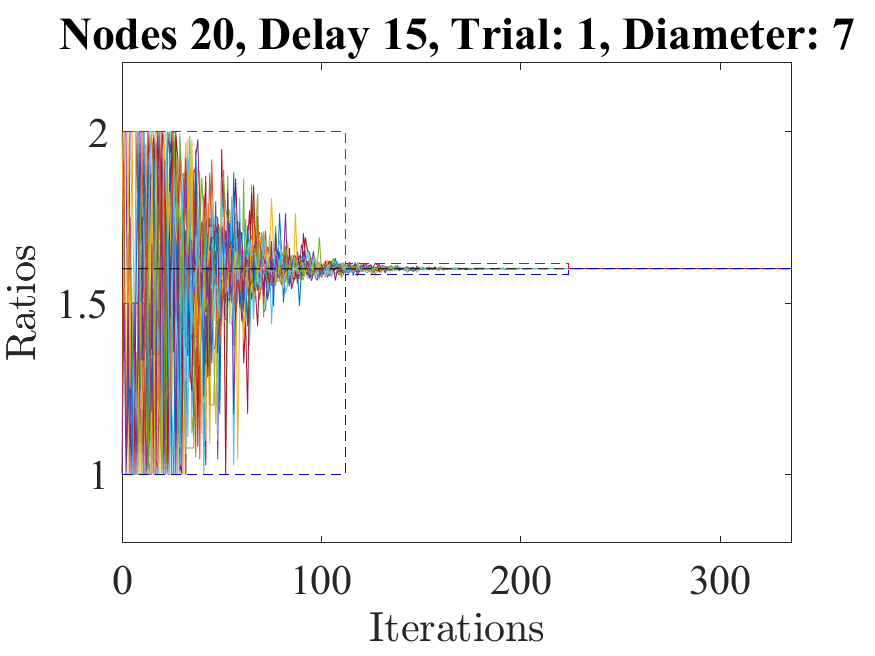 Nodes 20, Delay 15, Trial: 1, Diameter: 7
2
1.5
1
Ratios
0 100 200 300
Iterations